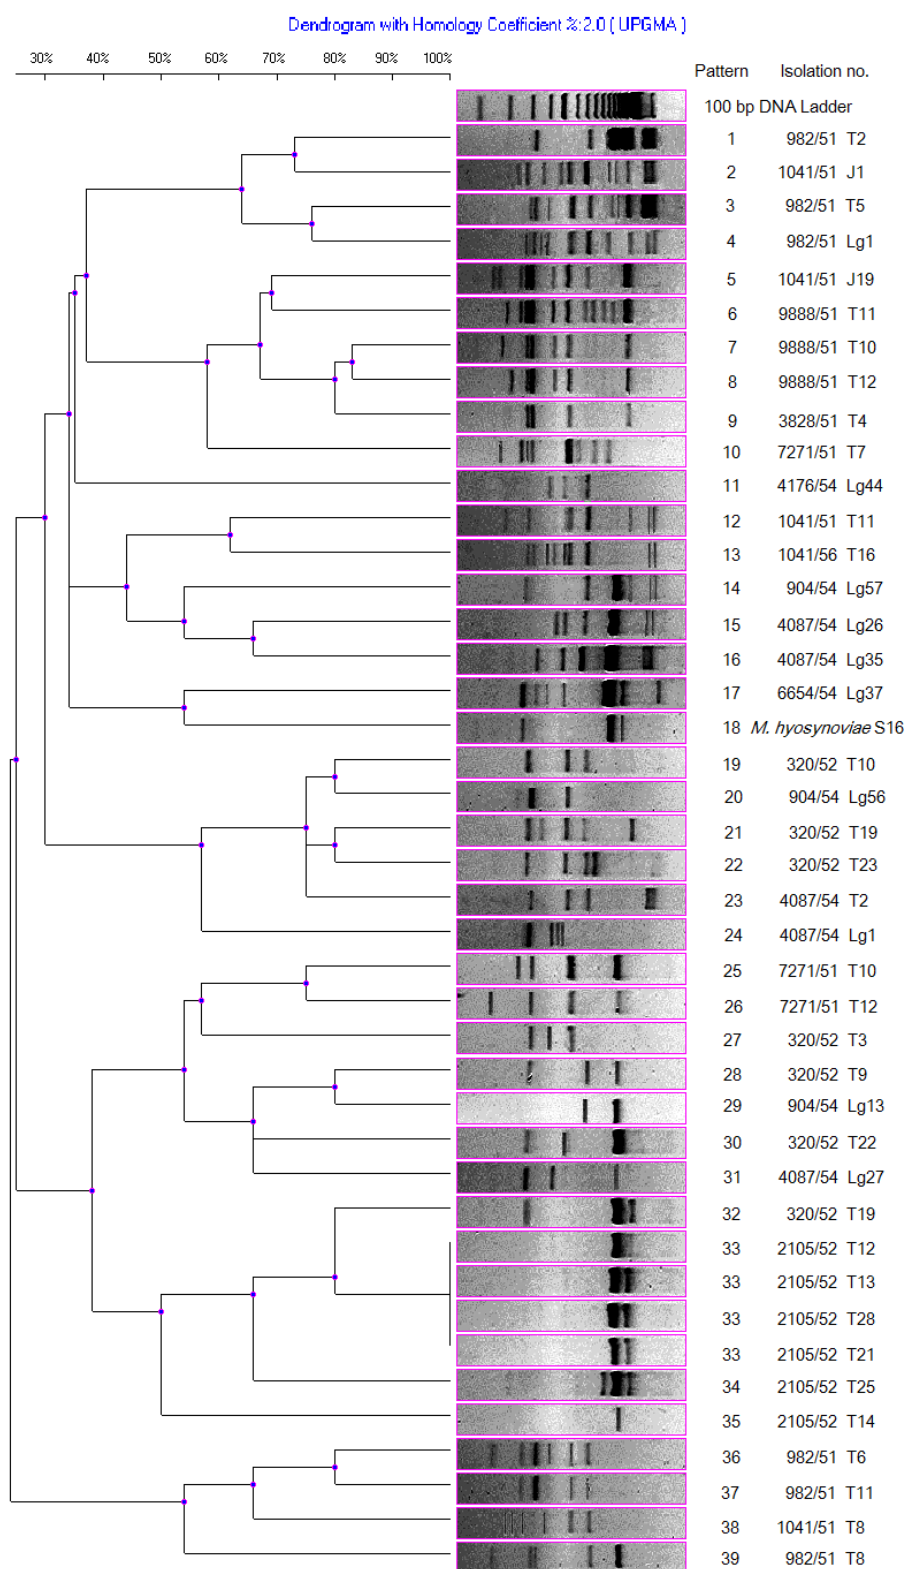 Dendrogram with Homology Coefficient %:2.0 ( UPGMA )
30% 40% 50% 60% 70% 80% 90% 100%
Pattern Isolation no.
100 bp DNA Ladder
1 982/51 T2
2 1041/51 J1
3 982/51 T5
4 982/51 Lg1
5 1041/51 J19
6 9888/51 T11
7 9888/51 T10
8 9888/51 T12
9 3828/51 T4
10 7271/51 T7
11 4176/54 Lg44
12 1041/51 T11
13 1041/56 T16
14 904/54 Lg57
15 4087/54 Lg26
16 4087/54 Lg35
17 6654/54 Lg37
18 M. hyosynoviae S16
19 320/52 T10
20 904/54 Lg56
21 320/52 T19
22 320/52 T23
23 4087/54 T2
24 4087/54 Lg1
25 7271/51 T10
26 7271/51 T12
27 320/52 T3
28 320/52 T9
29 904/54 Lg13
30 320/52 T22
31 4087/54 Lg27
32 320/52 T19
33 2105/52 T12
33 2105/52 T13
33 2105/52 T28
33 2105/52 T21
34 2105/52 T25
35 2105/52 T14
36 982/51 T6
37 982/51 T11
38 1041/51 T8
39 982/51 T8